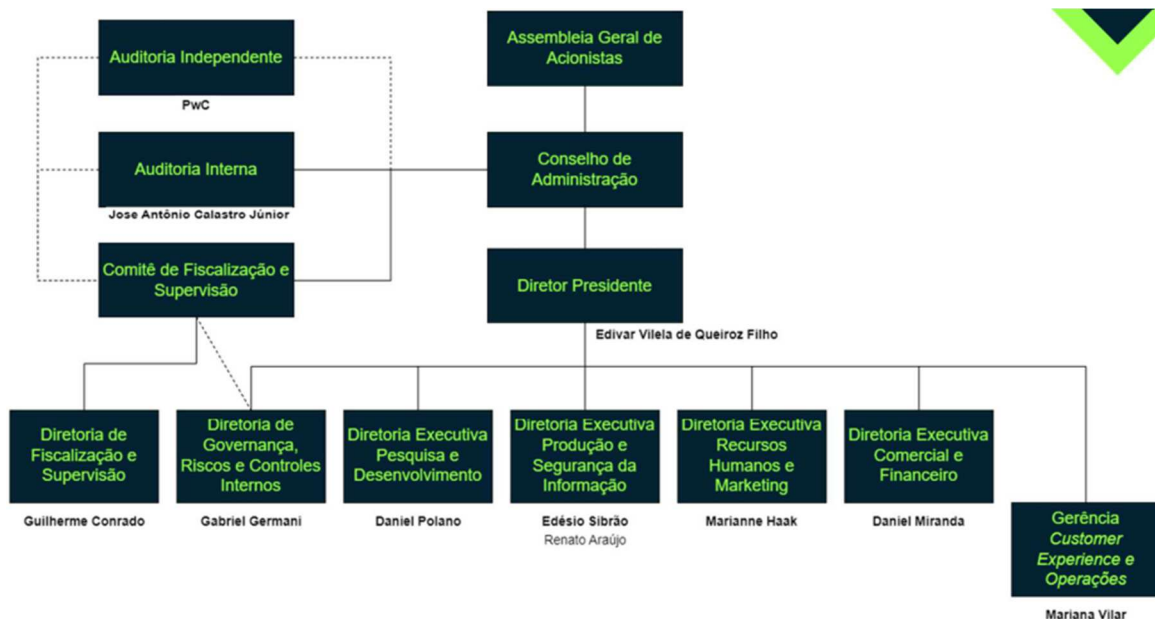 Auditoria Independente
PwC
Assembleia Geral de
Acionistas
Auditoria Interna
Jose Antônio Calastro Júnior
Conselho de
Administração
Comitê de Fiscalização e
Supervisão
Diretor Presidente
Edivar Vilela de Queiroz Filho
Diretoria de
Fiscalização e
Supervisão
Guilherme Conrado
Diretoria de
Governança,
Riscos e Controles
Internos
Gabriel Germani
Diretoria Executiva
Pesquisa e
Desenvolvimento
Daniel Polano
Diretoria Executiva
Produção e
Segurança da
Informação
Edésio Sibrão
Renato Araújo
Diretoria Executiva
Recursos
Humanos e
Marketing
Marianne Haak
Diretoria Executiva
Comercial e
Financeiro
Daniel Miranda
Gerência
Customer
Experience e
Operações
Mariana Vilar